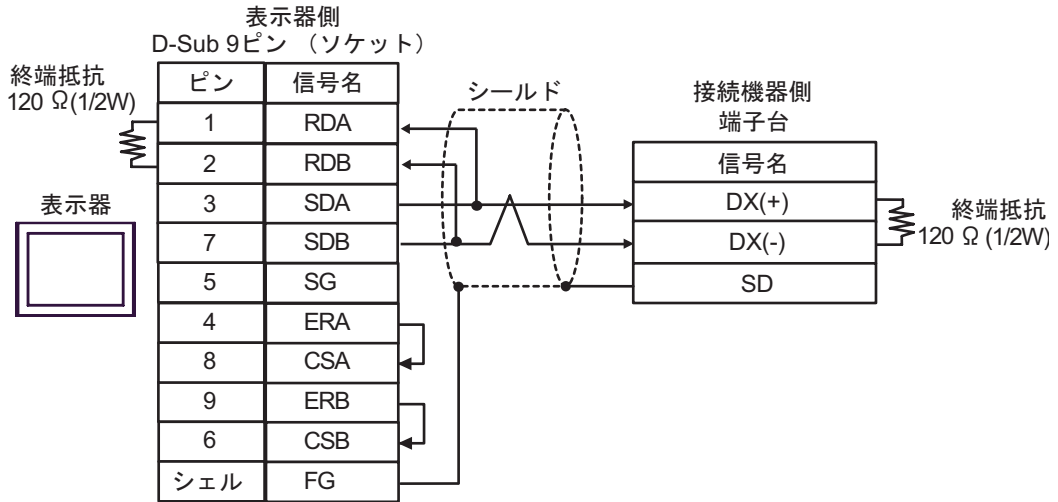 表示器側
D-Sub 9ピン （ソケット）
終端抵抗
120 Ω(1/2W)
ピン 信号名
1 RDA
2 RDB
3 SDA
7 SDB
5 SG
4 ERA
8 CSA
9 ERB
6 CSB
シェル FG
表示器
シールド
接続機器側
端子台
信号名
DX(+)
DX(-)
SD
終端抵抗
120 Ω (1/2W)